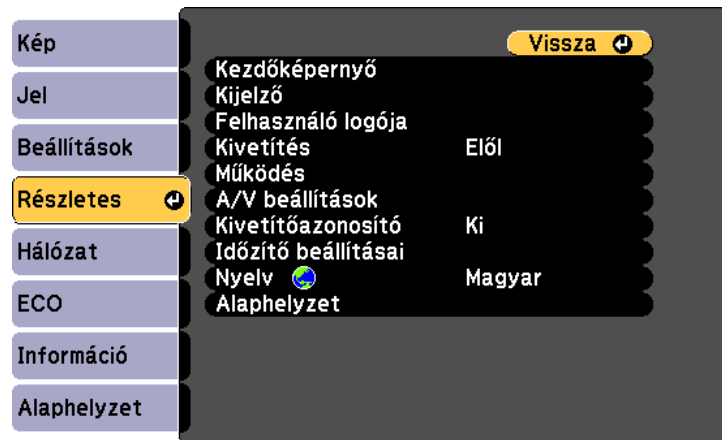 Kép
Jel
Beállítások
Részletes
Hálózat
ECO
Információ
Alaphelyzet
Vissza
Kezdőképernyő
Kijelző
Felhasználó logója
Kivetítés Elől
Működés
A/V beállítások
Kivetítőazonosító Ki
Időzítő beállításai
Nyelv Magyar
Alaphelyzet